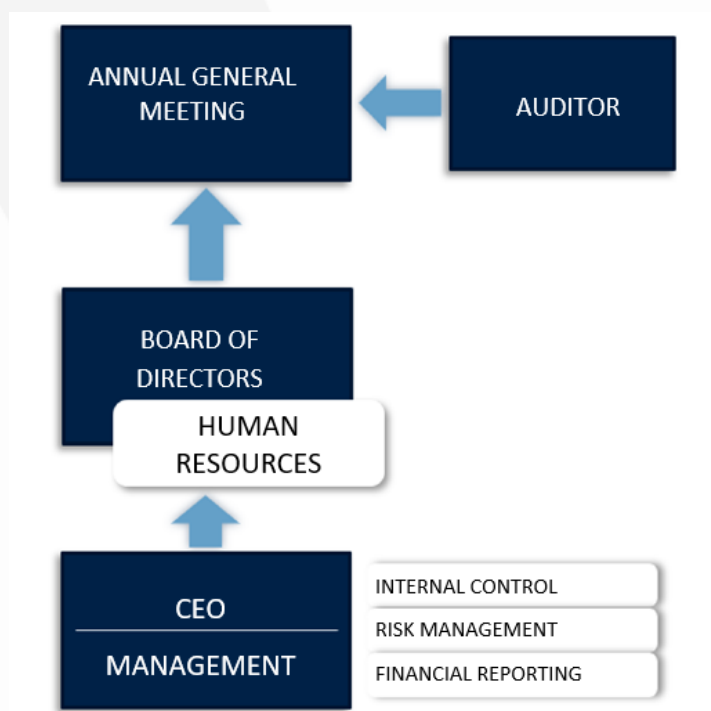 ANNUAL GENERAL
MEETING
AUDITOR
BOARD OF
DIRECTORS
HUMAN
RESOURCES
CEO
MANAGEMENT
INTERNAL CONTROL
RISK MANAGEMENT
FINANCIAL REPORTING